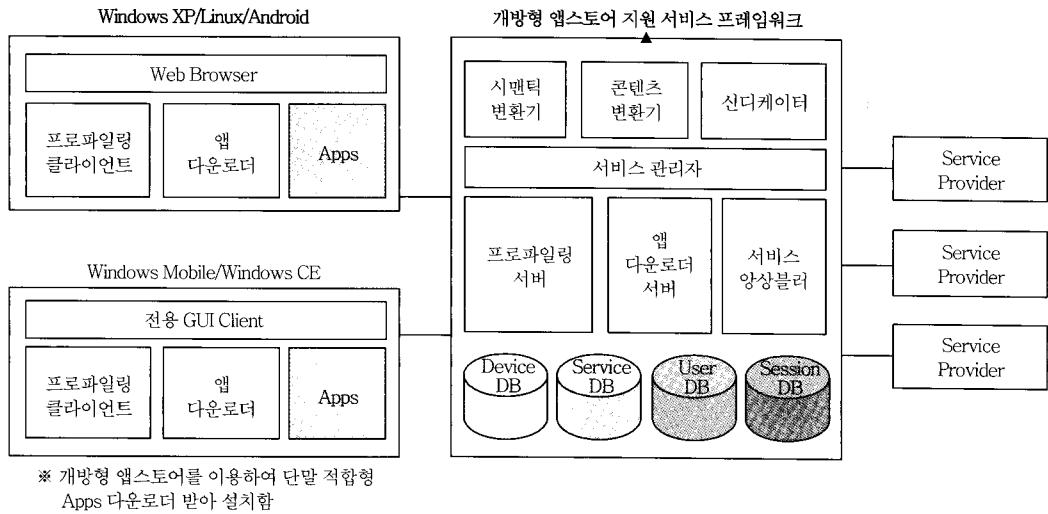 Windows XP/Linux/Android
Web Browser
프로파일링
클라이언트
앱
다운로더
Apps
Windows Mobile/Windows CE
전용 GUI Client
프로파일링
클라이언트
앱
다운로더
Apps
※ 개방형 앱스토어를 이용하여 단말 적합형
Apps 다운로더 받아 설치함
개방형 앱스토어 지원 서비스 프레임워크
시맨틱
변환기
콘텐츠
변환기
신디케이터
서비스 관리자
프로파일링
서버
앱
다운로더
서버
서비스
앙상블러
Device
DB
Service
DB
User
DB
Session
DB
Service
Provider
Service
Provider
Service
Provider